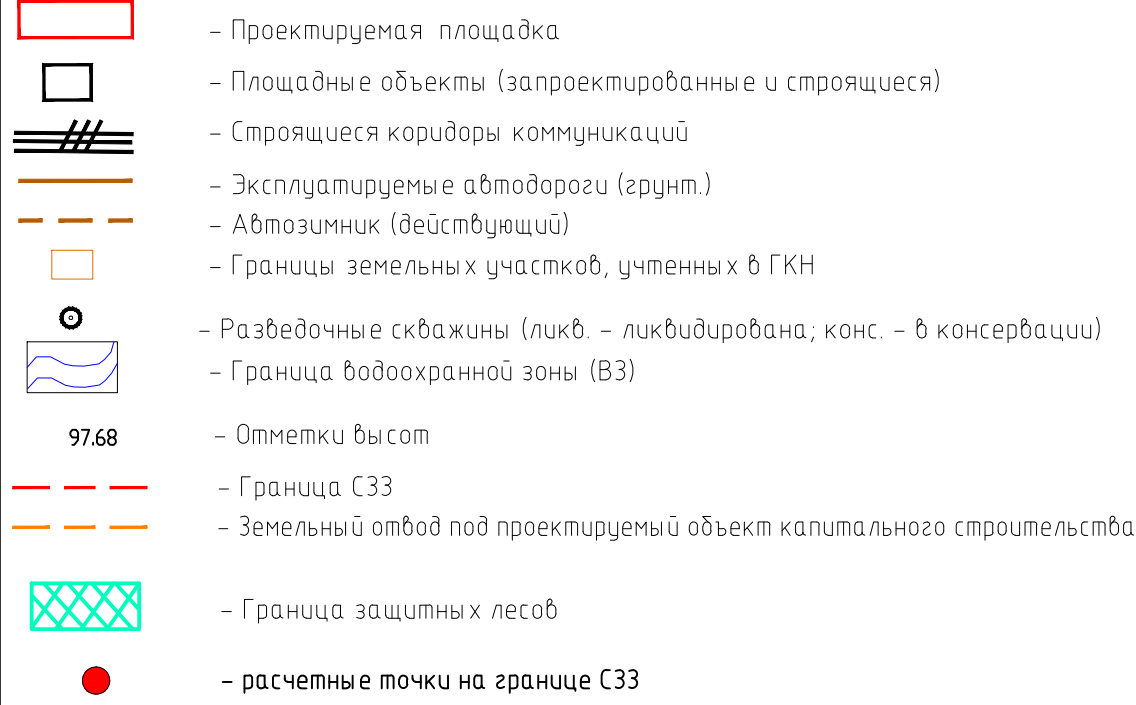 – Проектируемая площадка
– Площадные объекты (запроектированные и строящиеся)
– Строящиеся коридоры коммуникаций
– Эксплуатируемые автодороги (грунт.)
– Автозимник (действующий)
– Границы земельных участков, учтенных в ГКН
– Разведочные скважины (ликв. – ликвидирована; конс. – в консервации)
– Граница водоохранной зоны (ВЗ)
97.68 – Отметки высот
– Граница СЗЗ
– Земельный отвод под проектируемый объект капитального строительства
– Граница защитных лесов
– расчетные точки на границе СЗЗ